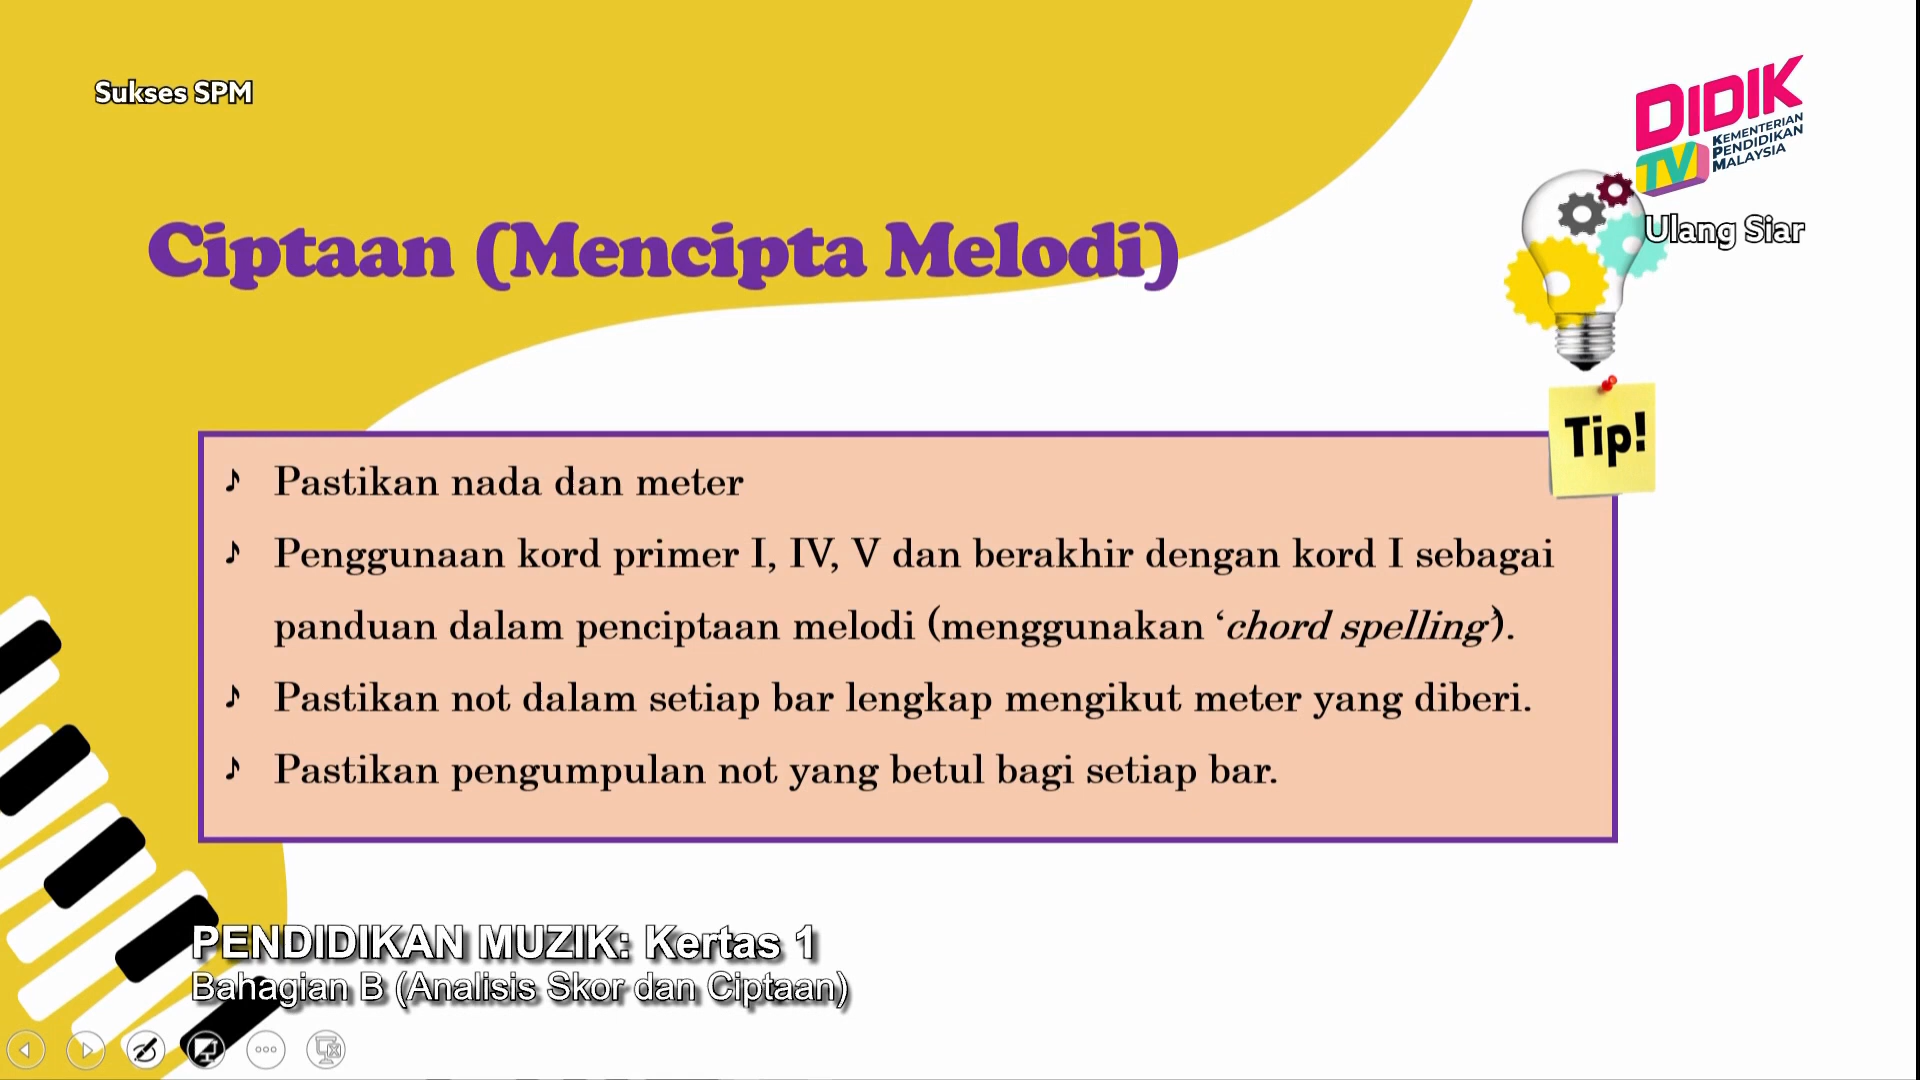 Sukses SPM
DIDIK
TV
KEMENTERIAN
PENDIDIKAN
MALAYSIA
Ulang Siar
Ciptaan (Mencipta Melodi)
Tip!
♪ Pastikan nada dan meter
♪ Penggunaan kord primer I, IV, V dan berakhir dengan kord I sebagai
panduan dalam penciptaan melodi (menggunakan ‘chord spelling’).
♪ Pastikan not dalam setiap bar lengkap mengikut meter yang diberi.
♪ Pastikan pengumpulan not yang betul bagi setiap bar.
PENDIDIKAN MUZIK: Kertas 1
Bahagian B (Analisis Skor dan Ciptaan)